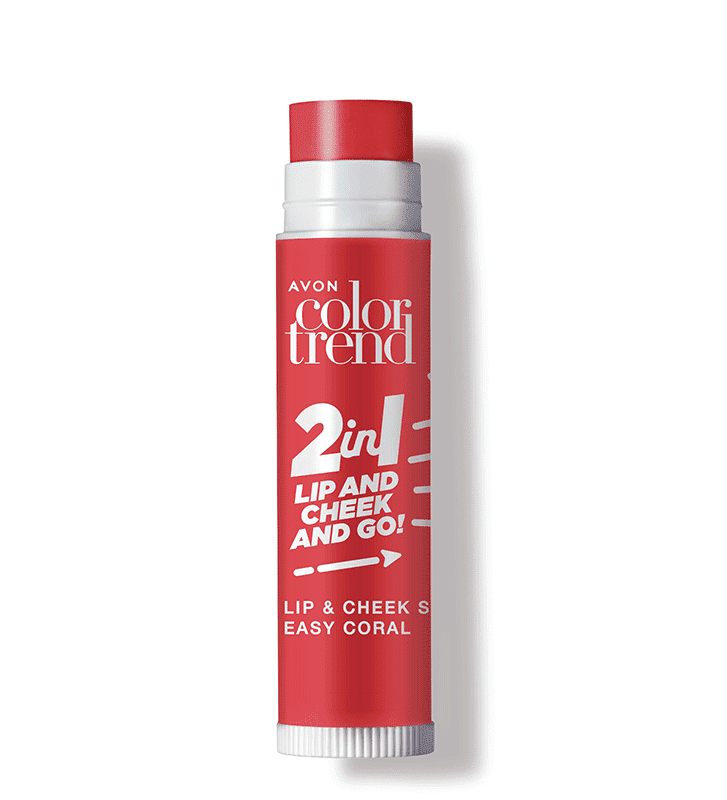 AVON
color
trend
2in1
LIP AND
CHEEK
AND GO!
LIP & CHEEK S
EASY CORAL